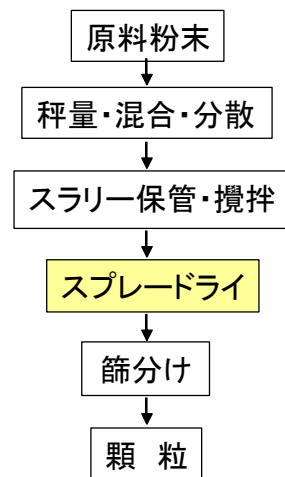 原料粉末
秤量・混合・分散
スラリー保管・攪拌
スプレードライ
篩分け
顆 粒